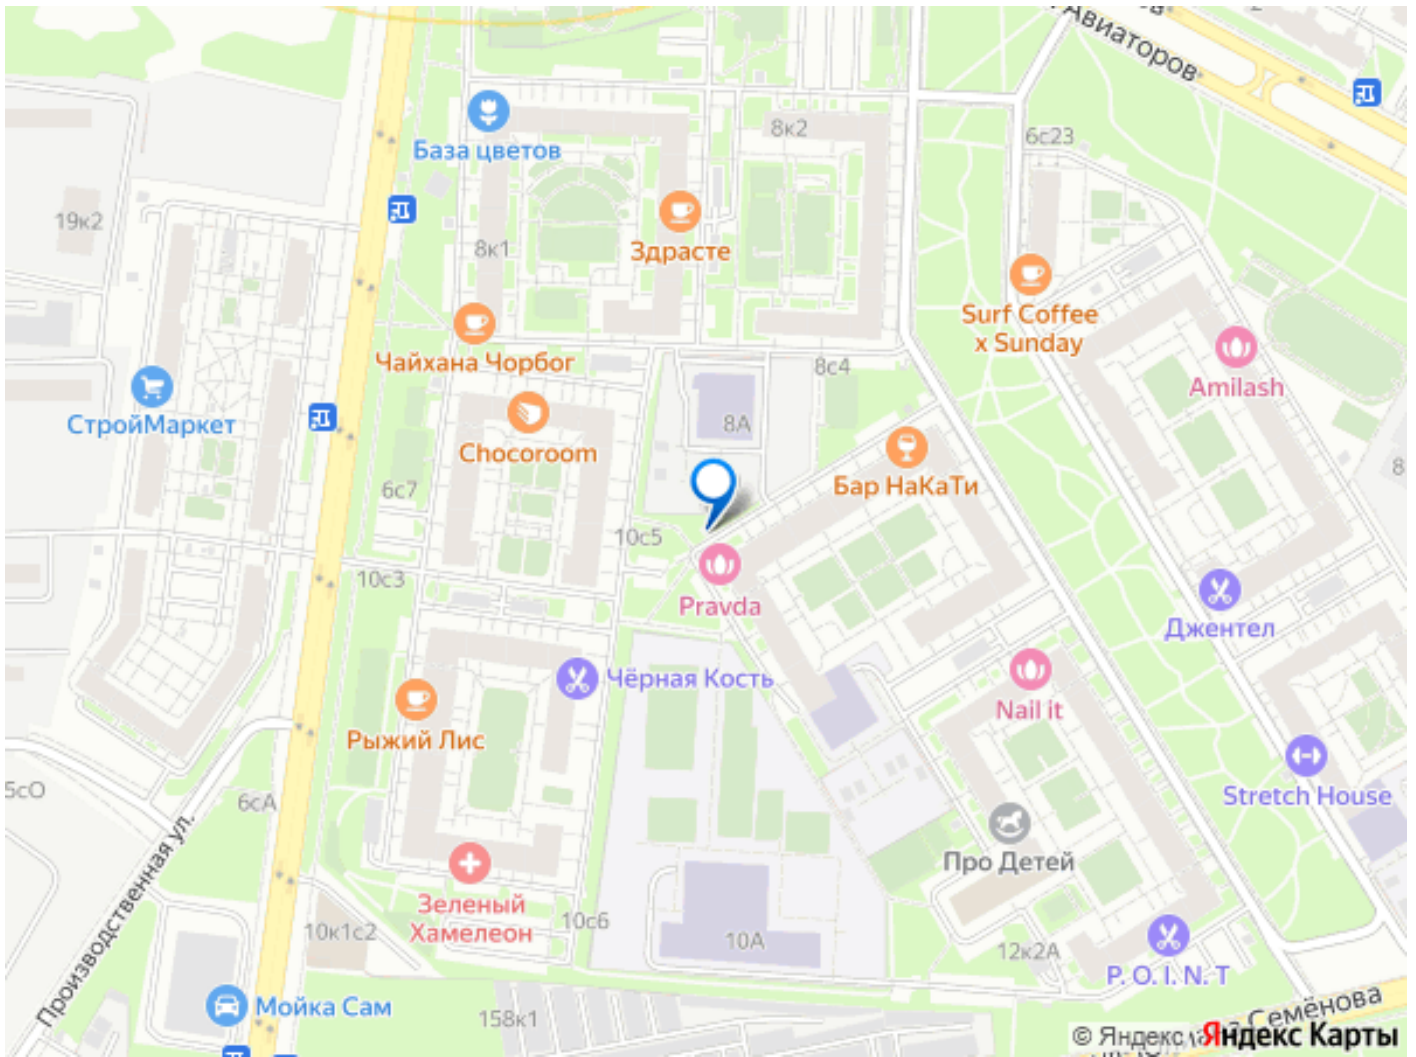 Авиаторов
8к2
6с23
База цветов
19к2
8к1
Здрасте
Surf Coffee
x Sunday
Чайхана Чорбог
8с4
Amilash
СтройМаркет
8А
Chocoroom
8
Бар НаКаТи
6с7
10с5
10с3
Pravda
Джентел
Чёрная Кость
Nail it
Рыжий Лис
5сО
6сА
Stretch House
Производственная ул.
Про Детей
Зеленый
Хамелеон
10к1с2
10с6
10А
12к2А
P. O. I. N. T
Мойка Сам
158к1
Семёнова
© Яндекс
Яндекс Карты